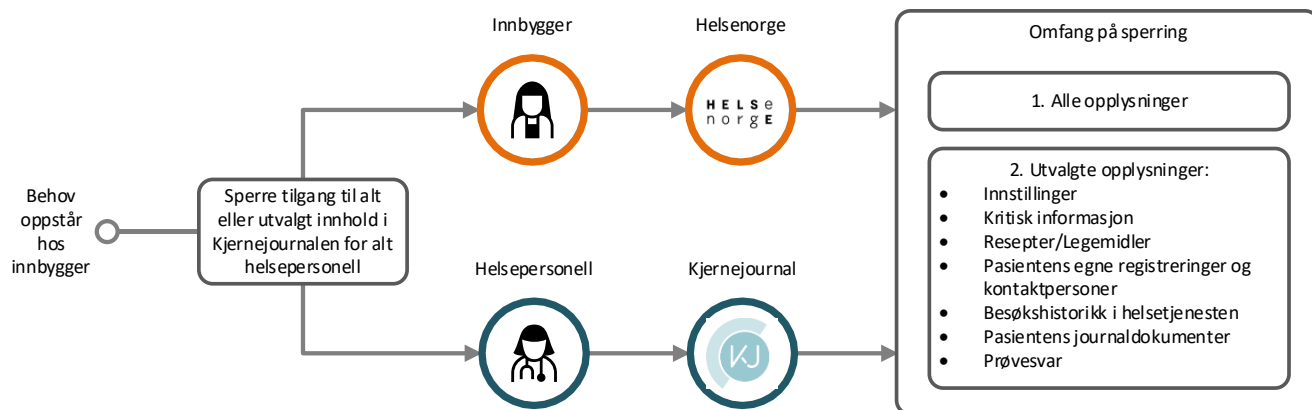 Behov
oppstår
hos
innbygger
Sperre tilgang til alt
eller utvalgt innhold i
Kjernejournalen for alt
helsepersonell
Innbygger
Helsenorge
HELSe
norgE
Helsepersonell
Kjernejournal
KJ
Omfang på sperring
1. Alle opplysninger
2. Utvalgte opplysninger:
• Innstillinger
• Kritisk informasjon
• Resepter/Legemidler
• Pasientens egne registreringer og
kontaktpersoner
• Besøkshistorikk i helsetjenesten
• Pasientens journaldokumenter
• Prøvesvar